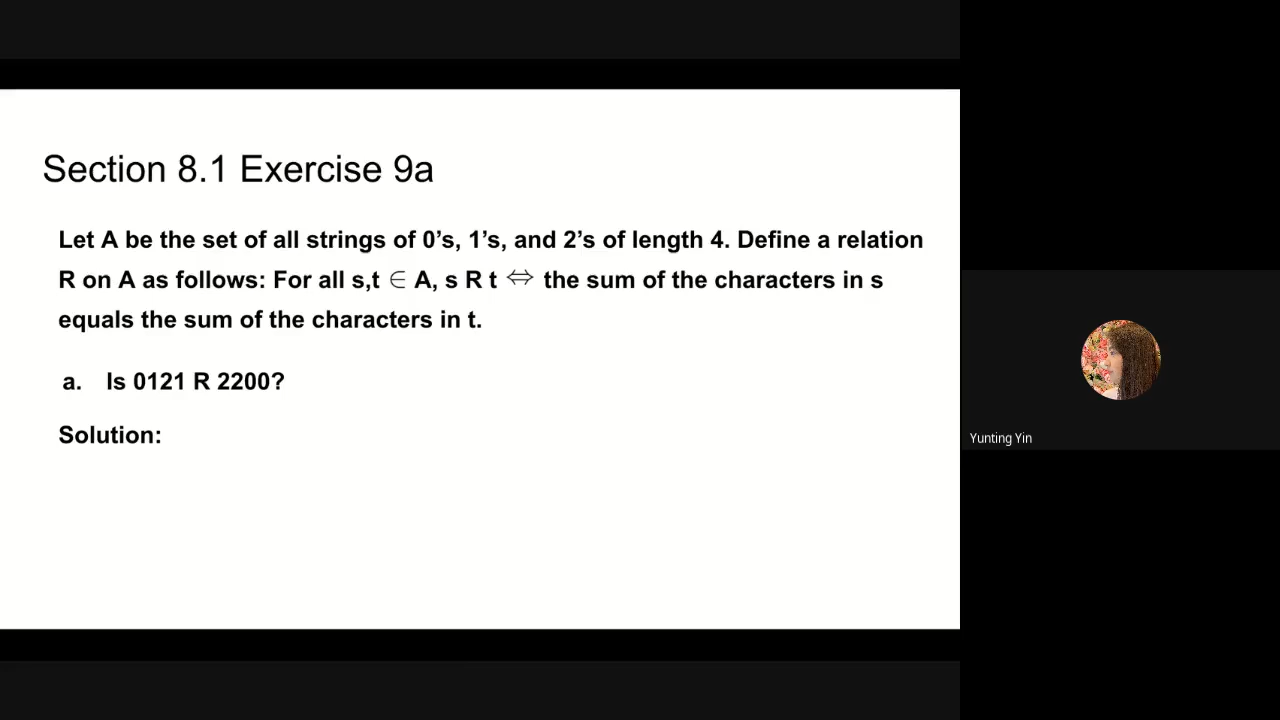 Section 8.1 Exercise 9a
Let A be the set of all strings of 0’s, 1’s, and 2’s of length 4. Define a relation
R on A as follows: For all s,t ∈ A, s R t ⇔ the sum of the characters in s
equals the sum of the characters in t.
a. Is 0121 R 2200?
Solution:
Yunting Yin